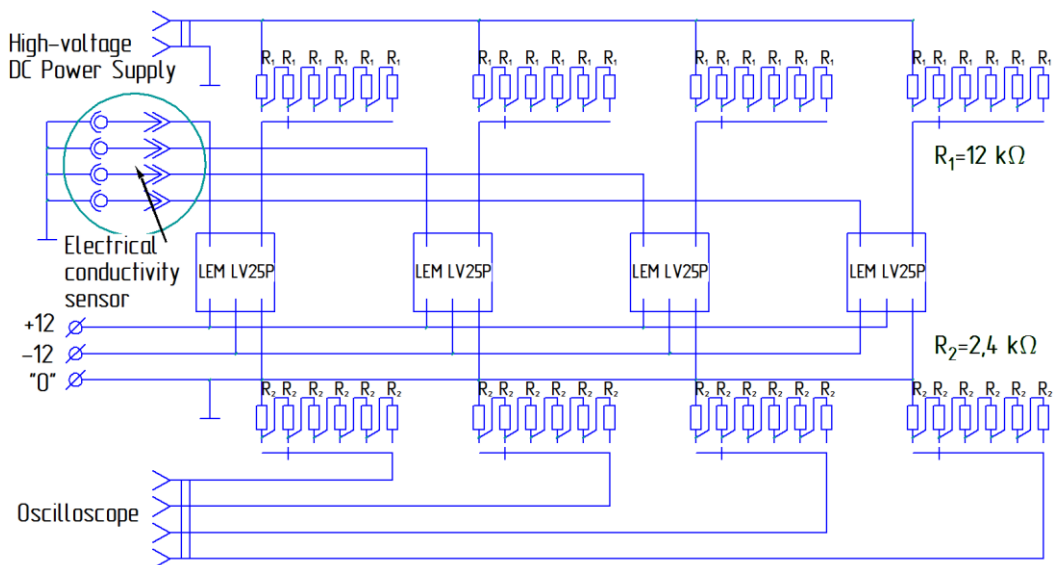 High-voltage
DC Power Supply
R₁ R₁ R₁ R₁ R₁ R₁ R₁ R₁ R₁ R₁ R₁ R₁ R₁ R₁ R₁ R₁ R₁ R₁ R₁ R₁ R₁ R₁ R₁ R₁
R₁=12 kΩ
Electrical
conductivity
sensor
LEM LV25P LEM LV25P LEM LV25P LEM LV25P
+12
-12
"0"
R₂=2,4 kΩ
R₂ R₂ R₂ R₂ R₂ R₂ R₂ R₂ R₂ R₂ R₂ R₂ R₂ R₂ R₂ R₂ R₂ R₂ R₂ R₂ R₂ R₂ R₂ R₂
Oscilloscope